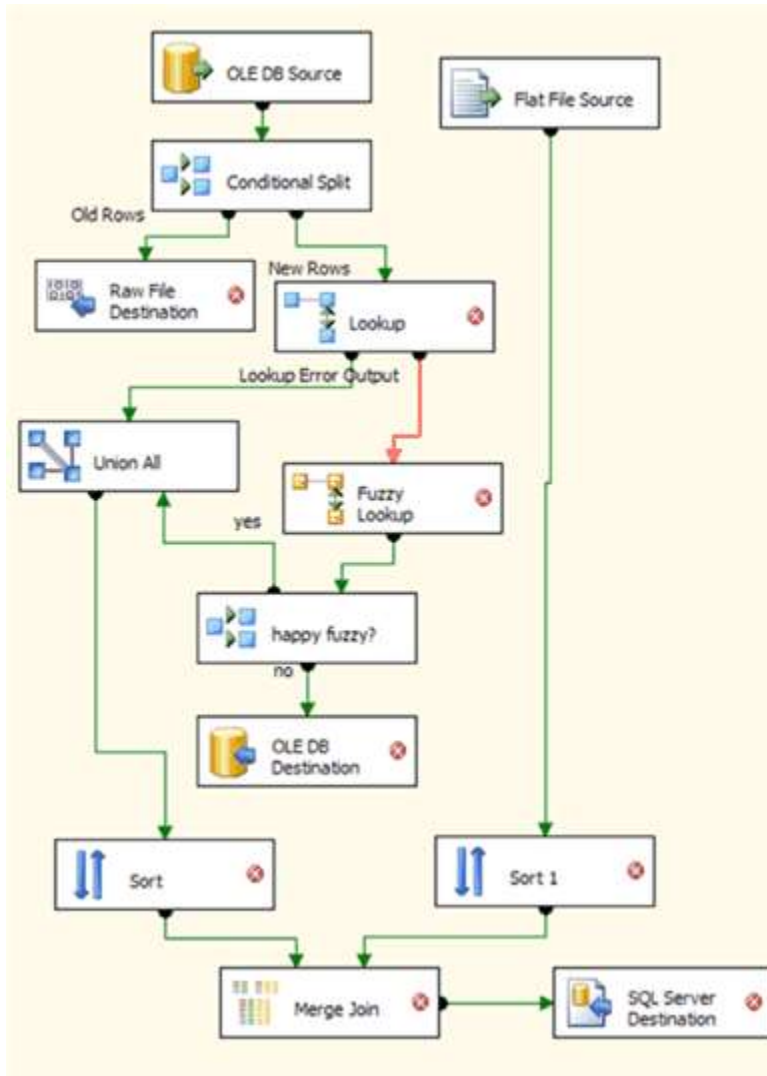 OLE DB Source
Flat File Source
Conditional Split
Old Rows
New Rows
Raw File
Destination
Lookup
Lookup Error Output
Union All
Fuzzy
Lookup
yes
happy fuzzy?
no
OLE DB
Destination
Sort
Sort 1
Merge Join
SQL Server
Destination